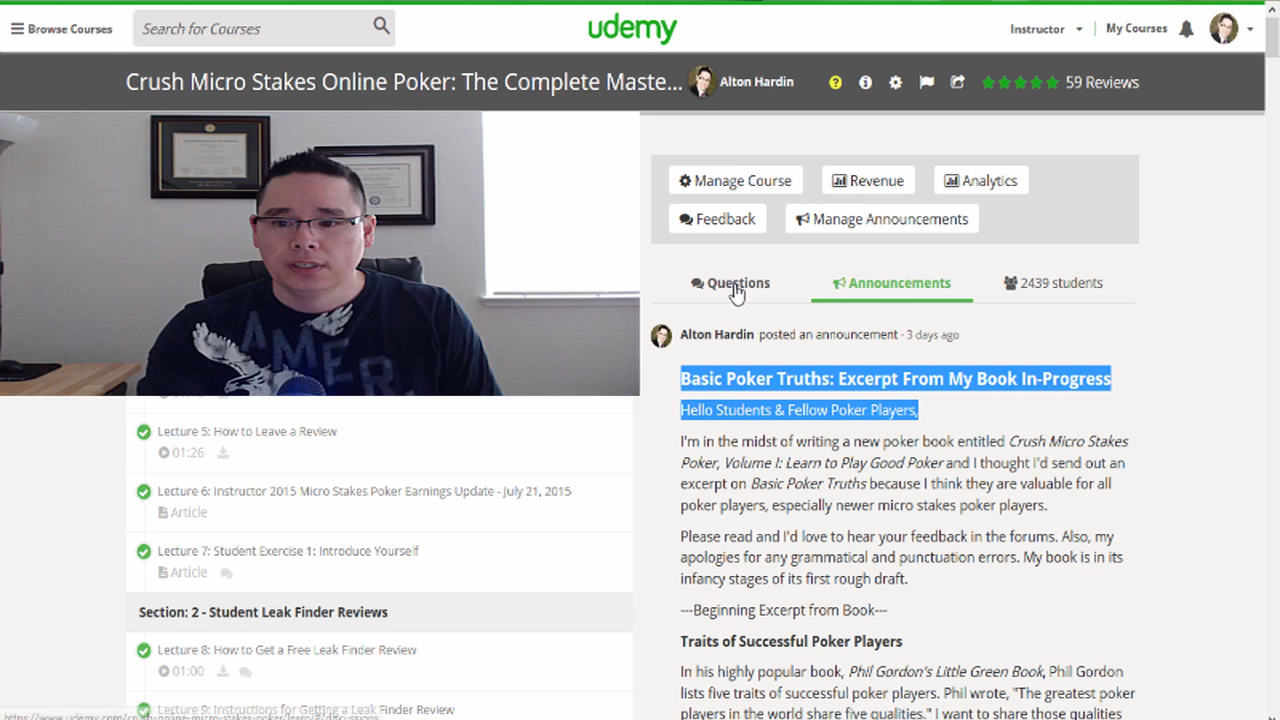 Browse Courses
Search for Courses
udemy
Instructor
My Courses
Crush Micro Stakes Online Poker: The Complete Maste...
Alton Hardin
59 Reviews
Manage Course
Revenue
Analytics
Feedback
Manage Announcements
Questions
Announcements
2439 students
Alton Hardin posted an announcement - 3 days ago
Basic Poker Truths: Excerpt From My Book In-Progress
Hello Students & Fellow Poker Players,
I'm in the midst of writing a new poker book entitled Crush Micro Stakes
Poker, Volume I: Learn to Play Good Poker and I thought I'd send out an
excerpt on Basic Poker Truths because I think they are valuable for all
poker players, especially newer micro stakes poker players.
Please read and I'd love to hear your feedback in the forums. Also, my
apologies for any grammatical and punctuation errors. My book is in its
infancy stages of its first rough draft.
---Beginning Excerpt from Book---
Traits of Successful Poker Players
In his highly popular book, Phil Gordon's Little Green Book, Phil Gordon
lists five traits of successful poker players. Phil wrote, "The greatest poker
players in the world share five qualities." I want to share those qualities
AMER
Lecture 5: How to Leave a Review
01:26
Lecture 6: Instructor 2015 Micro Stakes Poker Earnings Update - July 21, 2015
Article
Lecture 7: Student Exercise 1: Introduce Yourself
Article
Section: 2 - Student Leak Finder Reviews
Lecture 8: How to Get a Free Leak Finder Review
01:00
Lecture 9: Instructions for Getting a Leak Finder Review